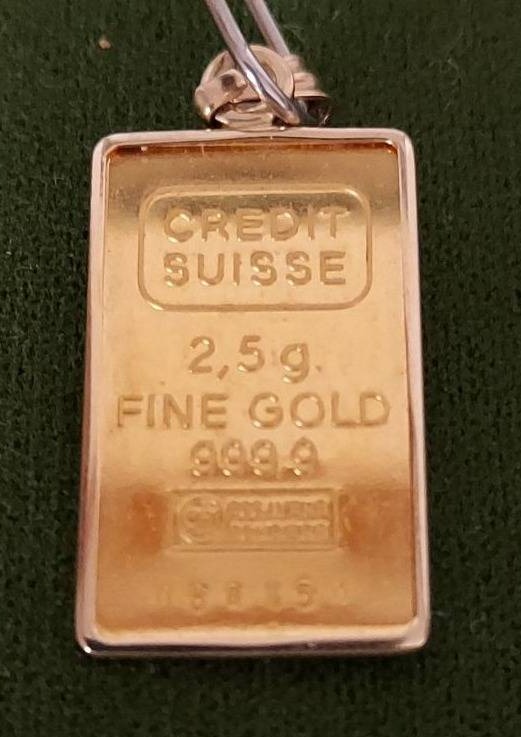 CREDIT
SUISSE
2,5 g.
FINE GOLD
999.9